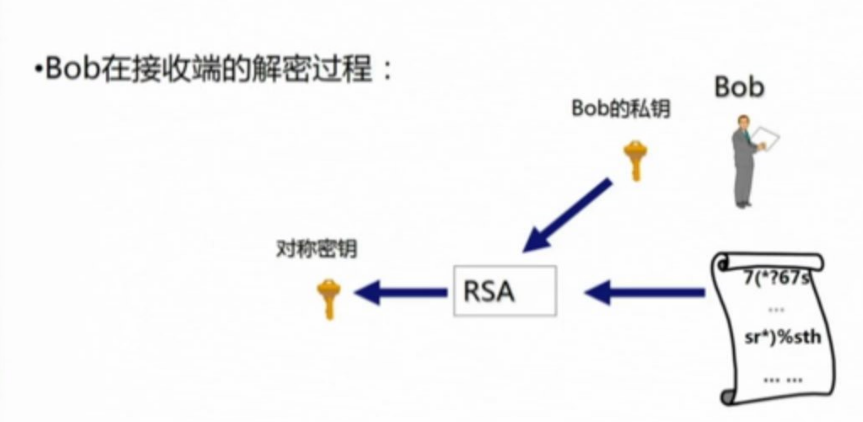 •Bob在接收端的解密过程：
Bob
Bob的私钥
对称密钥
RSA
7(*?67s
...
sr*)%sth
... ...